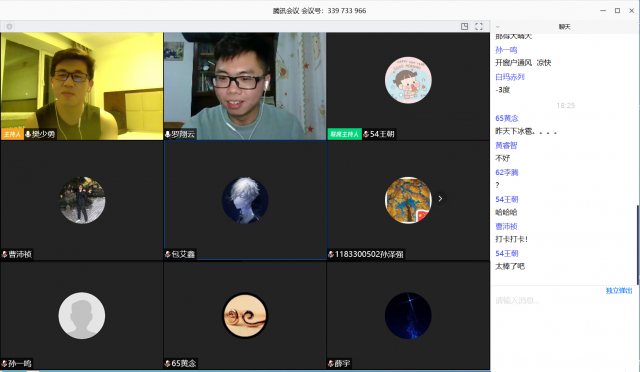 腾讯会议 会议号：339 733 966
主持人 樊少勇
罗翔云
联席主持人 54王朝
曹沛桢
包艾鑫
1183300502孙泽强
孙一鸣
65黄念
薛宇
聊天
孙一鸣
开窗户通风 凉快
白玛赤列
-3度
18:25
65黄念
昨天下冰雹。。。。
黄睿智
不好
62李腾
?
54王朝
哈哈哈
曹沛桢
打卡打卡!
54王朝
太棒了吧
独立弹出
请输入消息...